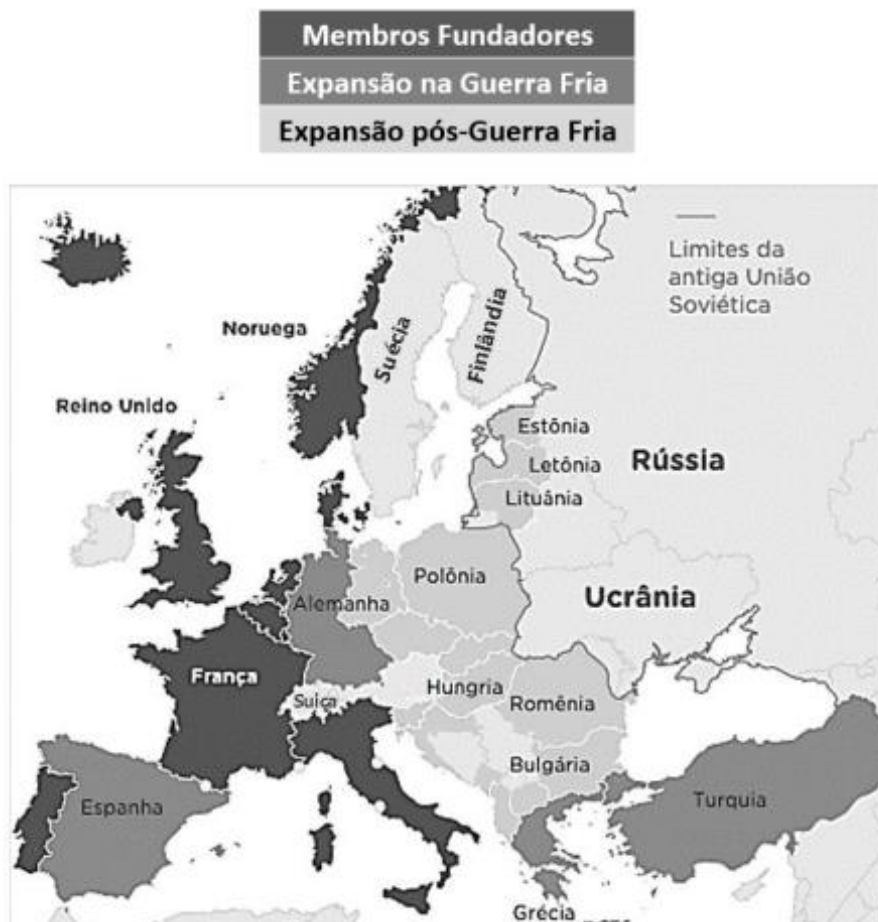 Membros Fundadores
Expansão na Guerra Fria
Expansão pós-Guerra Fria
Limites da
antiga União
Soviética
Noruega
Suécia
Finlândia
Reino Unido
Estônia
Letônia
Lituânia
Rússia
Polônia
Ucrânia
Alemanha
França
Suiça
Hungria
Romênia
Bulgária
Espanha
Turquia
Grécia